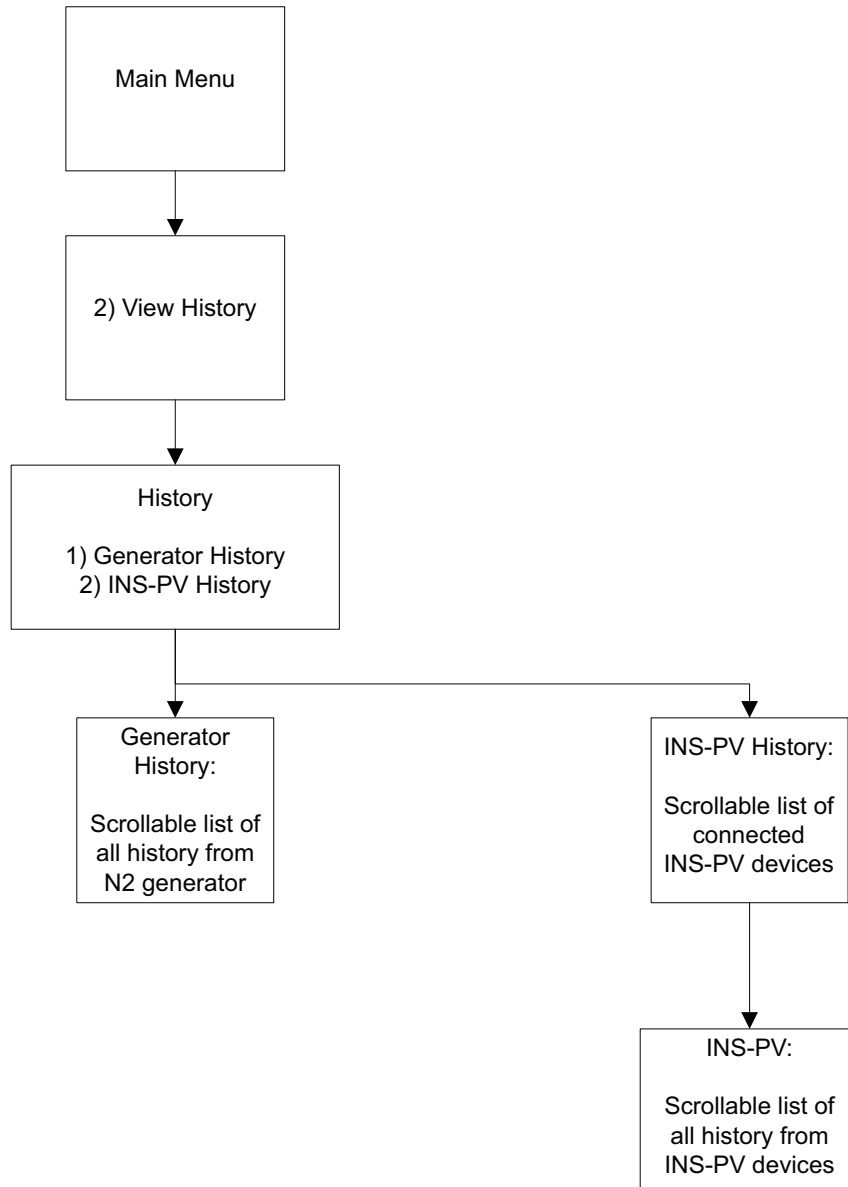 Main Menu
2) View History
History
1) Generator History
2) INS-PV History
Generator
History:
Scrollable list of
all history from
N2 generator
INS-PV History:
Scrollable list of
connected
INS-PV devices
INS-PV:
Scrollable list of
all history from
INS-PV devices